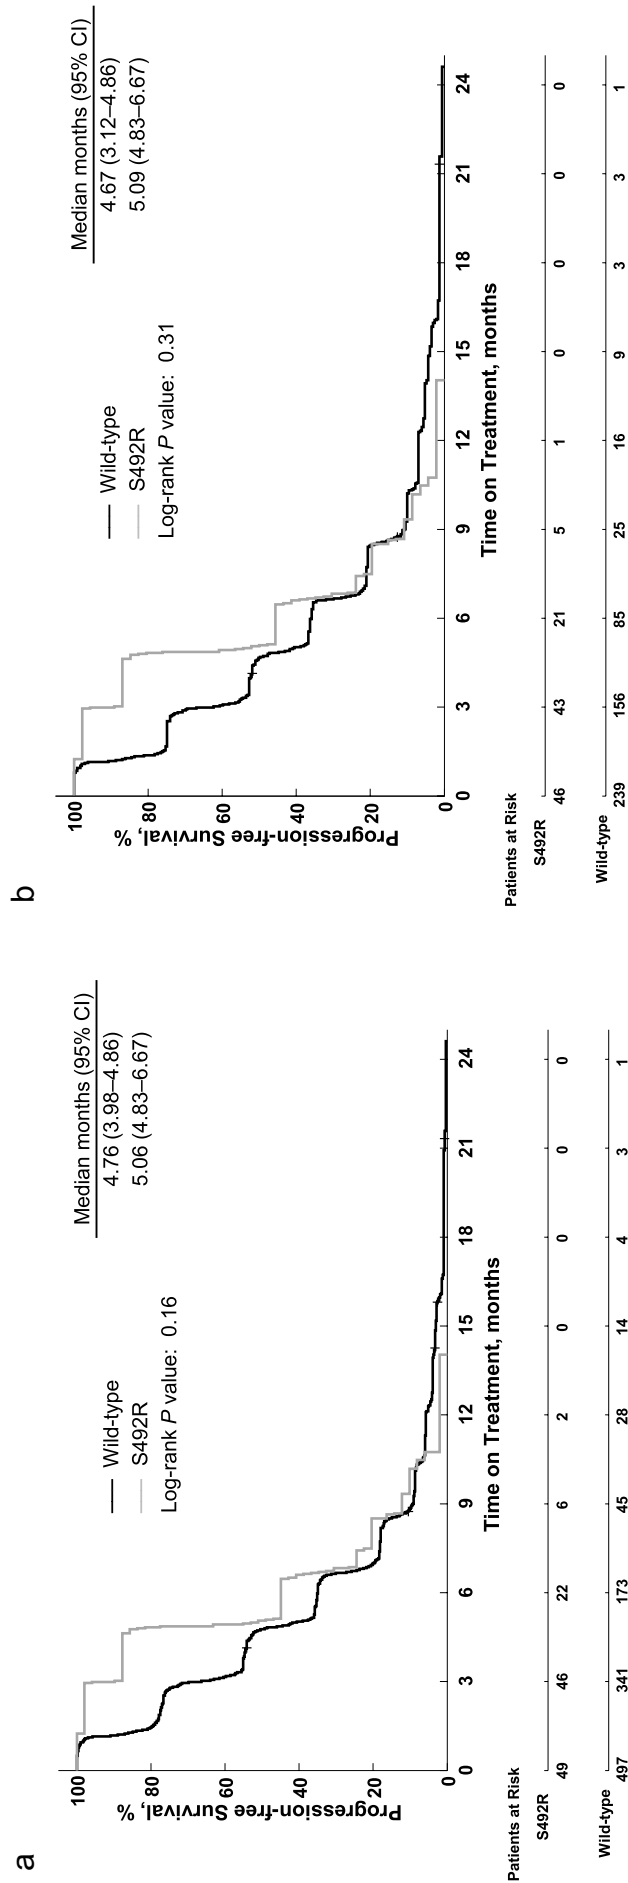 a
Median months (95% CI)
Wild-type 4.76 (3.98–4.86)
S492R 5.06 (4.83–6.67)
Log-rank P value: 0.16
Progression-free Survival, %
100
80
60
40
20
0
0 3 6 9 12 15 18 21 24
Time on Treatment, months
Patients at Risk
S492R
49 46 22 6 2 0 0 0 0
Wild-type
497 341 173 45 28 14 4 3 1
b
Median months (95% CI)
Wild-type 4.67 (3.12–4.86)
S492R 5.09 (4.83–6.67)
Log-rank P value: 0.31
Progression-free Survival, %
100
80
60
40
20
0
0 3 6 9 12 15 18 21 24
Time on Treatment, months
Patients at Risk
S492R
46 43 21 5 1 0 0 0 0
Wild-type
239 156 85 25 16 9 3 3 1